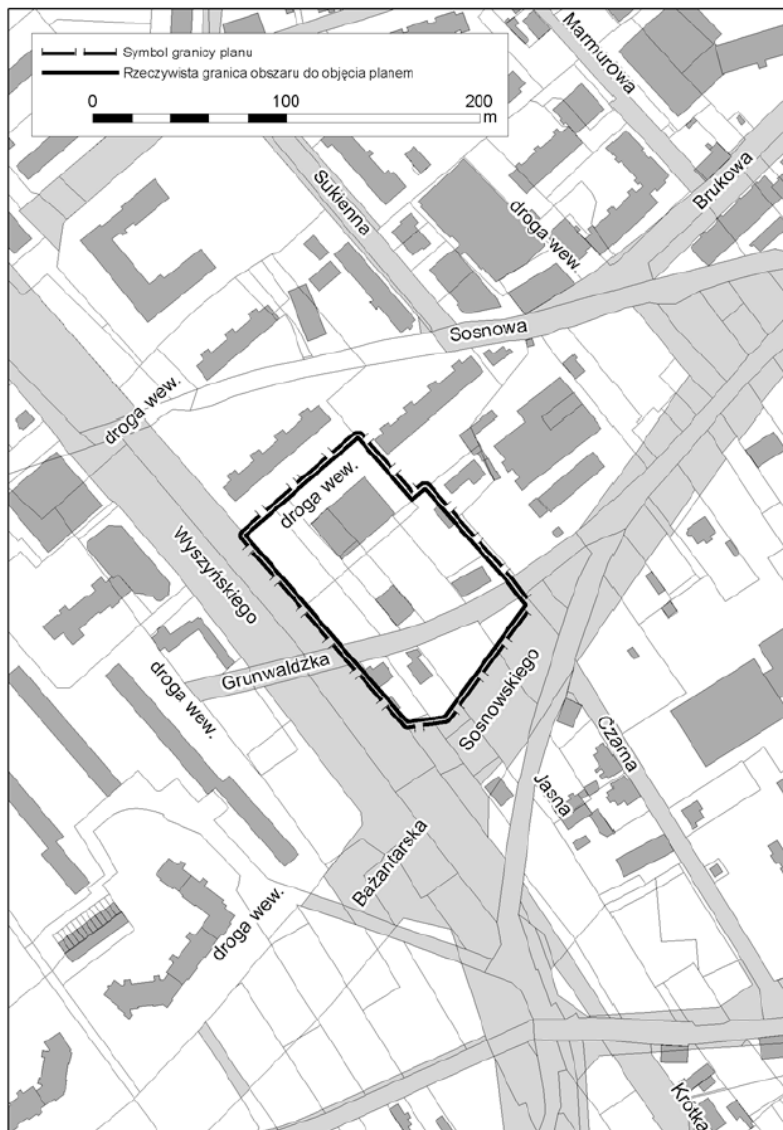 Symbol granicy planu
Rzeczywista granica obszaru do objęcia planem
0 100 200
m
Marmurowa
Brukowa
Sukienna
droga wew.
Sosnowa
droga wew.
droga wew.
Wyszyńskiego
Grunwaldzka
droga wew.
Sosnowskiego
Czarna
Jasna
Bażantarska
droga wew.
Krótka